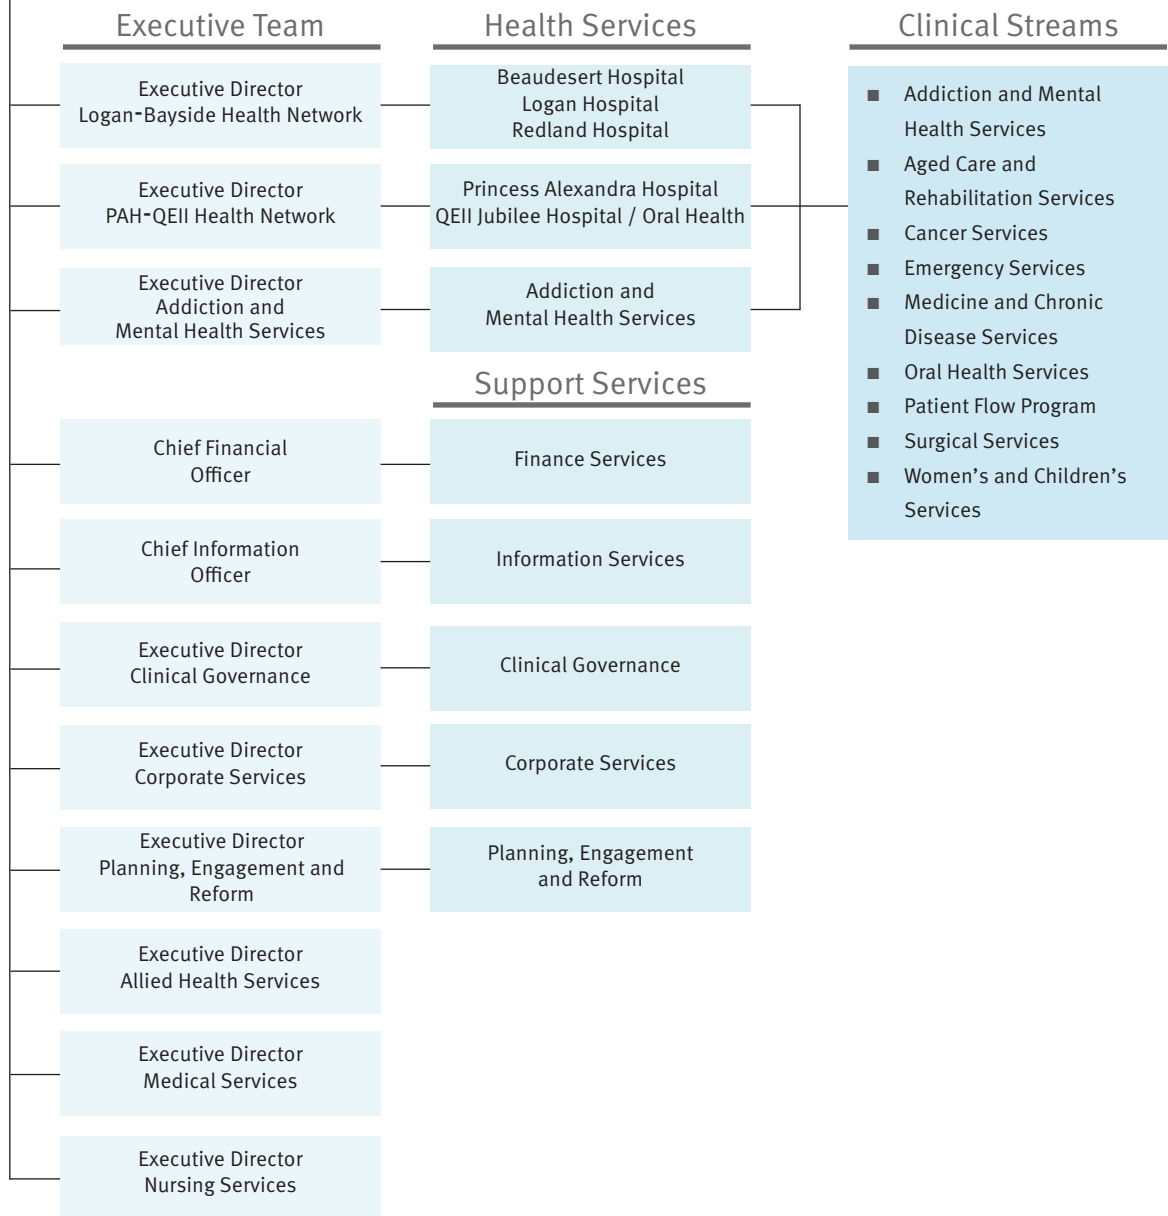 Executive Team
Health Services
Clinical Streams
Executive Director
Logan-Bayside Health Network
Beaudesert Hospital
Logan Hospital
Redland Hospital
Executive Director
PAH-QEII Health Network
Princess Alexandra Hospital
QEII Jubilee Hospital / Oral Health
Executive Director
Addiction and
Mental Health Services
Addiction and
Mental Health Services
■ Addiction and Mental
Health Services
■ Aged Care and
Rehabilitation Services
■ Cancer Services
■ Emergency Services
■ Medicine and Chronic
Disease Services
■ Oral Health Services
■ Patient Flow Program
■ Surgical Services
■ Women’s and Children’s
Services
Support Services
Chief Financial
Officer
Finance Services
Chief Information
Officer
Information Services
Executive Director
Clinical Governance
Clinical Governance
Executive Director
Corporate Services
Corporate Services
Executive Director
Planning, Engagement and
Reform
Planning, Engagement
and Reform
Executive Director
Allied Health Services
Executive Director
Medical Services
Executive Director
Nursing Services